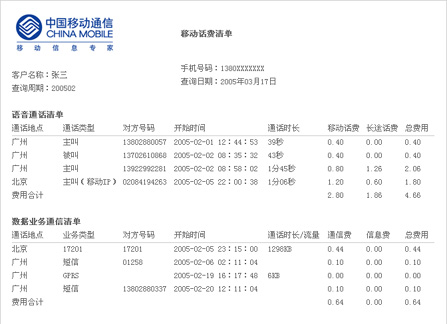 中国移动通信
CHINA MOBILE
移动信息专家
移动话费清单
手机号码：1380XXXXXXX
客户名称：张三
查询日期：2005年03月17日
查询周期：200502
语音通话清单
通话地点 通话类型 对方号码 开始时间 通话时长 移动话费 长途话费 总费用
广州 主叫 13802880057 2005-02-01 12:44:53 39秒 0.40 0.00 0.40
广州 被叫 13702610868 2005-02-02 08:35:32 43秒 0.40 0.00 0.40
广州 主叫 13922992281 2005-02-02 08:58:02 1分45秒 0.80 1.26 2.06
北京 主叫(移动IP) 02084194263 2005-02-05 22:00:38 1分06秒 1.20 0.60 1.80
费用合计 2.80 1.86 4.66
数据业务通信清单
通话地点 业务类型 对方号码 开始时间 通话时长/流量 通信费 信息费 总费用
北京 17201 17201 2005-02-05 23:15:00 1298KB 0.44 0.00 0.44
广州 短信 01258 2005-02-06 02:11:04 0.10 0.00 0.10
广州 GPRS 2005-02-19 16:17:48 6KB 0.00 0.00 0.00
广州 短信 13802880337 2005-02-20 12:11:04 0.10 0.00 0.10
费用合计 0.64 0.00 0.64